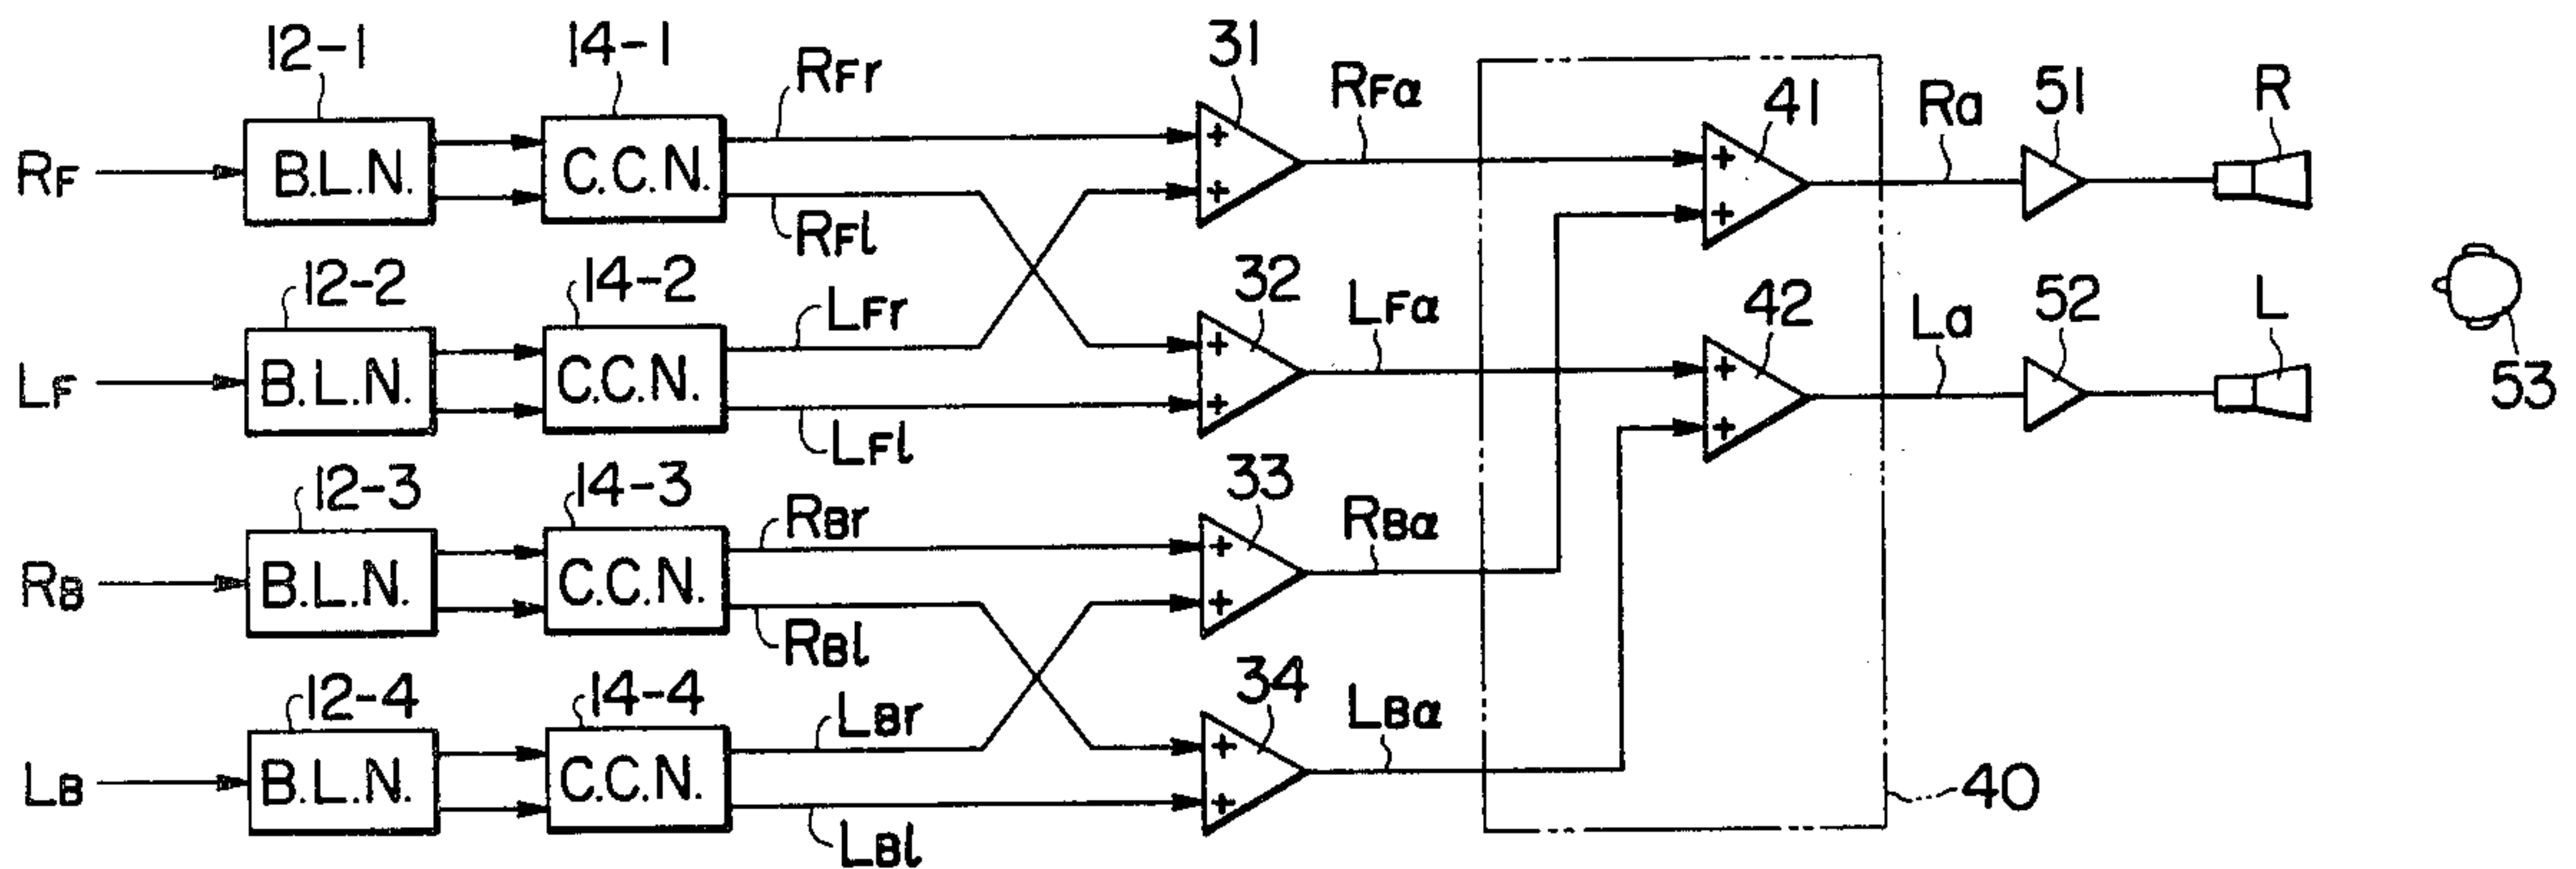 12-1 14-1 RFr 31 RFα 41 Ra 51 R
RF B.L.N. C.C.N.
RFl
12-2 14-2 LFr 32 LFα 42 La 52 L
LF B.L.N. C.C.N. 53
LFl
12-3 14-3 RBr 33 RBα
RB B.L.N. C.C.N.
RBl
12-4 14-4 LBr 34 LBα
LB B.L.N. C.C.N. 40
LBl
+ +
+ +
+ +
+ +
+ +
+ +